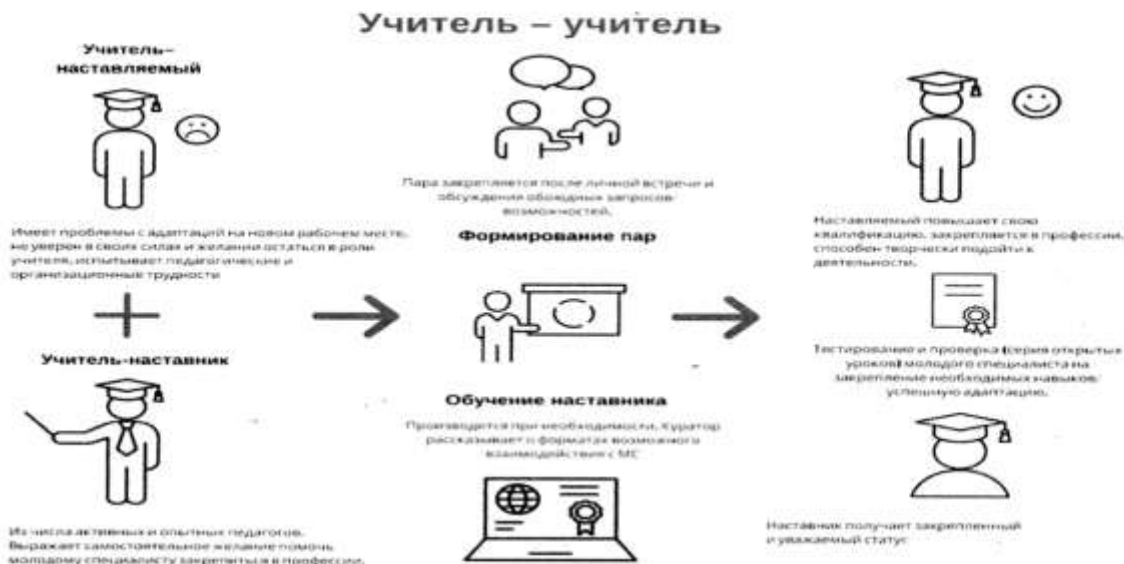 Учитель – учитель
Учитель–
наставляемый
Имеет проблемы с адаптацией на новом рабочем месте,
не уверен в своих силах и желании остаться в роли
учителя, испытывает педагогические и
организационные трудности
Учитель-наставник
Из числа активных и опытных педагогов.
Выражает самостоятельное желание помочь
молодому специалисту закрепиться в профессии.
Пара закрепляется после личной встречи и
обсуждения обоюдных запросов-
возможностей.
Формирование пар
Обучение наставника
Производится при необходимости. Куратор
рассказывает о форматах возможного
взаимодействия с МС
Наставляемый повышает свою
квалификацию, закрепляется в профессии,
способен творчески подойти к
деятельности.
Тестирование и проверка (серия открытых
уроков) молодого специалиста на
закрепление необходимых навыков/
успешную адаптацию.
Наставник получает закрепленный
и уважаемый статус